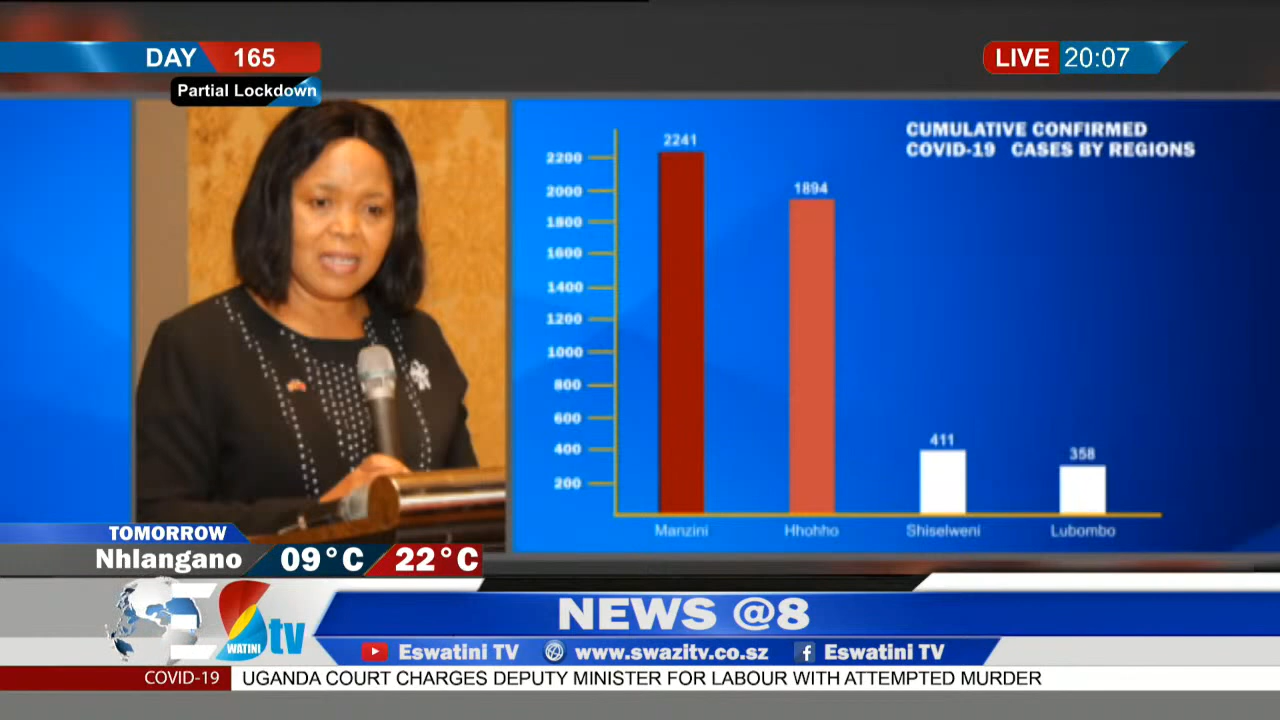 DAY 165
Partial Lockdown
LIVE 20:07
CUMULATIVE CONFIRMED
COVID-19 CASES BY REGIONS
2241
1894
411
358
2200
2000
1800
1600
1400
1200
1000
800
600
400
200
Manzini Hhohho Shiselweni Lubombo
TOMORROW
Nhlangano 09°C 22°C
E WATINI tv
NEWS @8
Eswatini TV www.swazitv.co.sz Eswatini TV
COVID-19 UGANDA COURT CHARGES DEPUTY MINISTER FOR LABOUR WITH ATTEMPTED MURDER